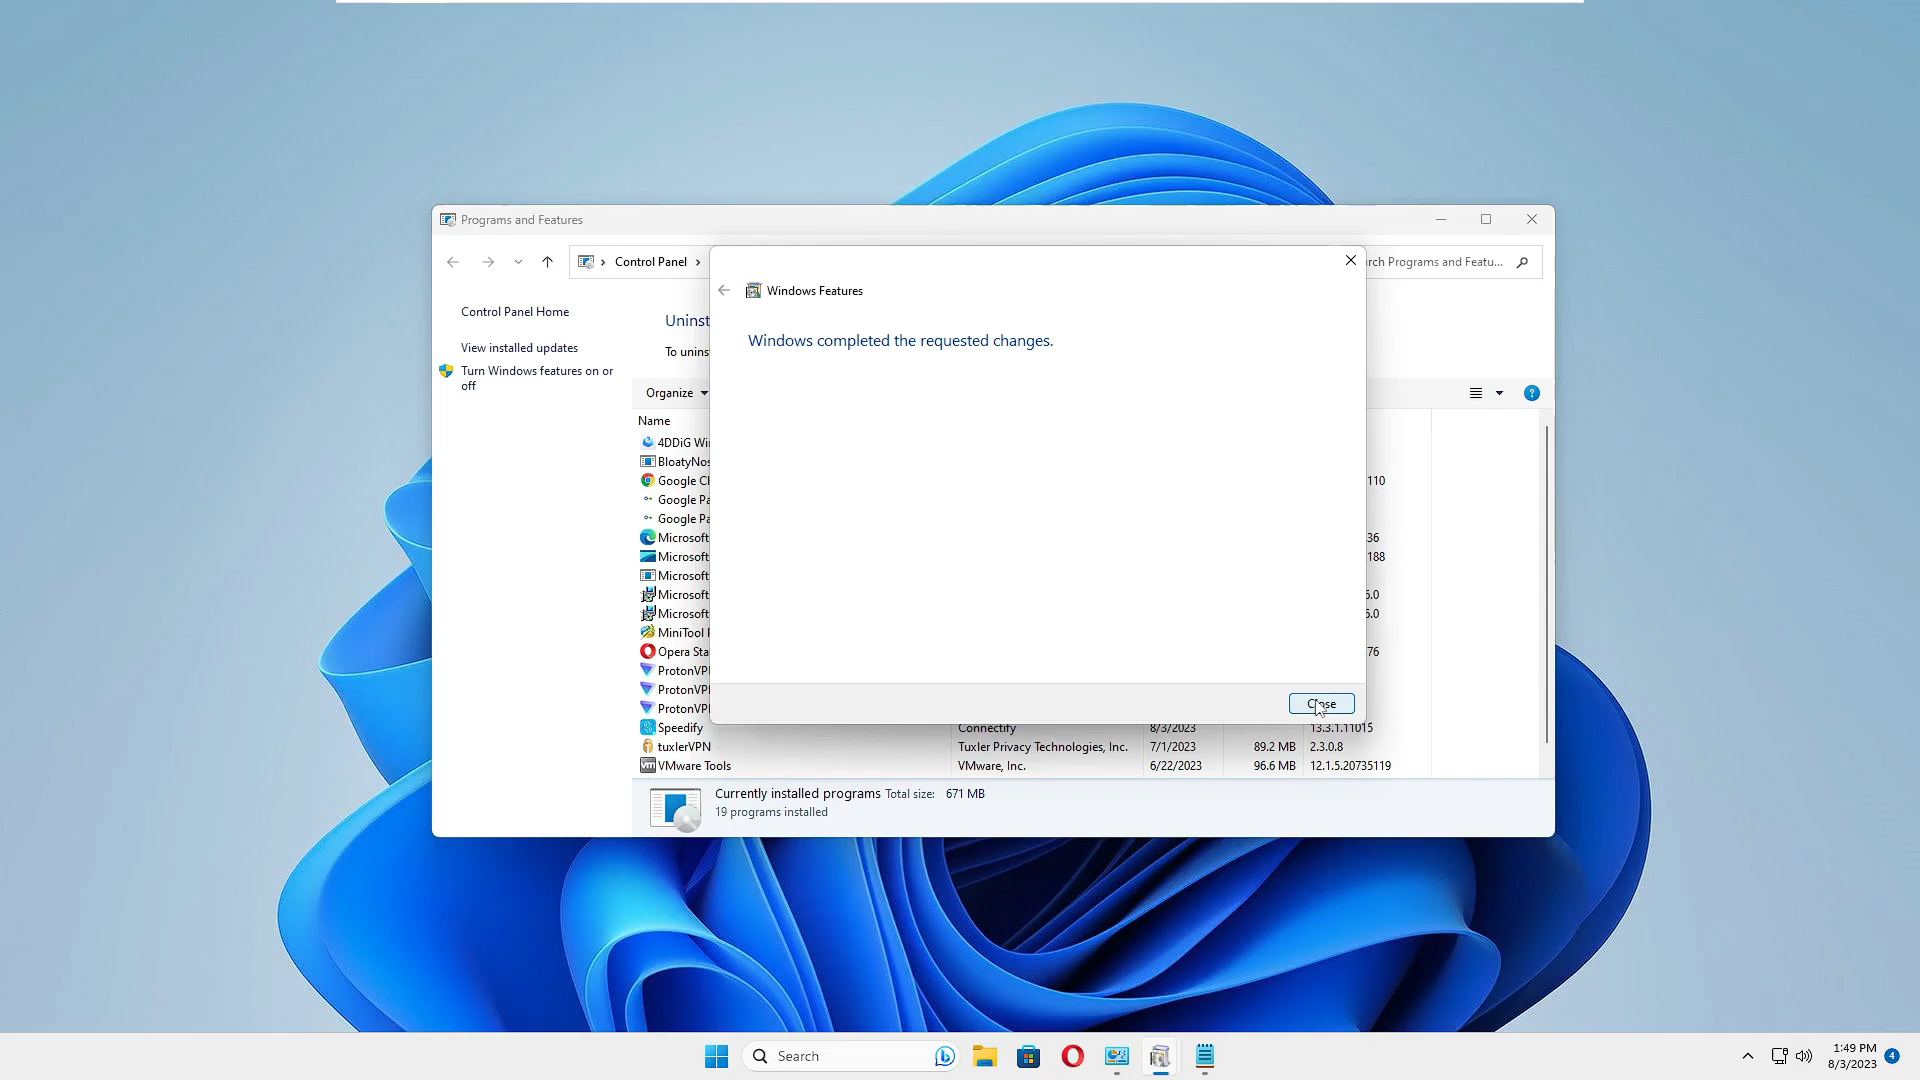 Programs and Features
Control Panel
rch Programs and Featu...
Windows Features
Control Panel Home
Uninst
Windows completed the requested changes.
View installed updates
To unins
Turn Windows features on or
off
Organize
Name
4DDiG Wi
BloatyNos
Google Ch
110
Google Pa
Google Pa
Microsoft
36
Microsoft
188
Microsoft
Microsoft
6.0
Microsoft
6.0
MiniTool
Opera Sta
76
ProtonVP
ProtonVP
ProtonVP
Close
Speedify Connectify 8/3/2023 13.3.1.11015
tuxlerVPN Tuxler Privacy Technologies, Inc. 7/1/2023 89.2 MB 2.3.0.8
VMware Tools VMware, Inc. 6/22/2023 96.6 MB 12.1.5.20735119
vm
Currently installed programs Total size: 671 MB
19 programs installed
Search
1:49 PM
8/3/2023
4